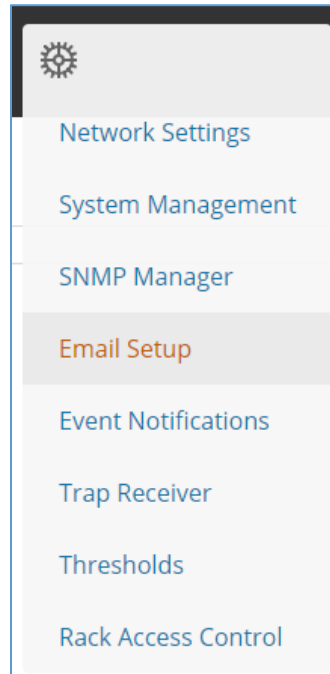 Network Settings
System Management
SNMP Manager
Email Setup
Event Notifications
Trap Receiver
Thresholds
Rack Access Control